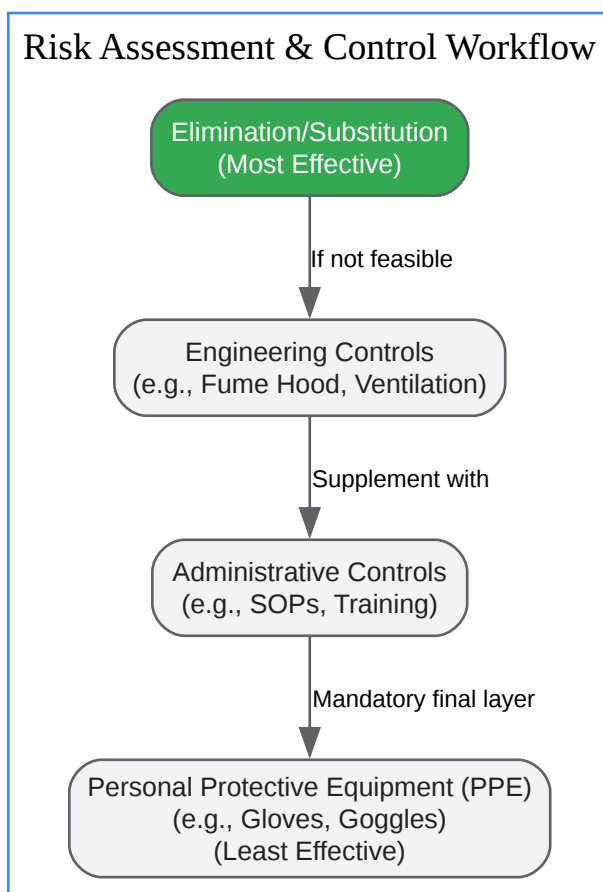 Risk Assessment & Control Workflow
Elimination/Substitution
(Most Effective)
If not feasible
Engineering Controls
(e.g., Fume Hood, Ventilation)
Supplement with
Administrative Controls
(e.g., SOPs, Training)
Mandatory final layer
Personal Protective Equipment (PPE)
(e.g., Gloves, Goggles)
(Least Effective)